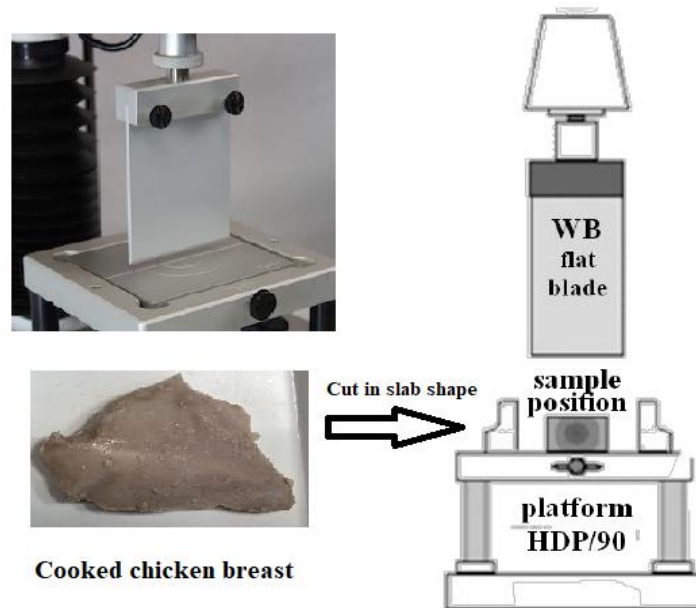 WB
flat
blade
Cut in slab shape
sample
position
platform
HDP/90
Cooked chicken breast